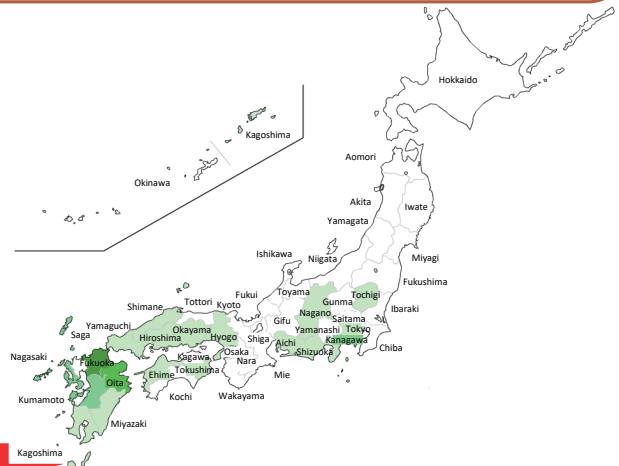 Hokkaido
Kagoshima
Aomori
Okinawa
Akita
Iwate
Yamagata
Ishikawa
Niigata
Miyagi
Fukushima
Fukui
Toyama
Gunma
Tochigi
Shimane
Tottori
Kyoto
Nagano
Ibaraki
Yamaguchi
Okayama
Gifu
Saitama
Saga
Hiroshima
Hyogo
Shiga
Yamanashi
Tokyo
Aichi
Kanagawa
Nagasaki
Kagawa
Osaka
Shizuoka
Chiba
Fukuoka
Nara
Ehime
Tokushima
Mie
Oita
Kumamoto
Kochi
Wakayama
Miyazaki
Kagoshima